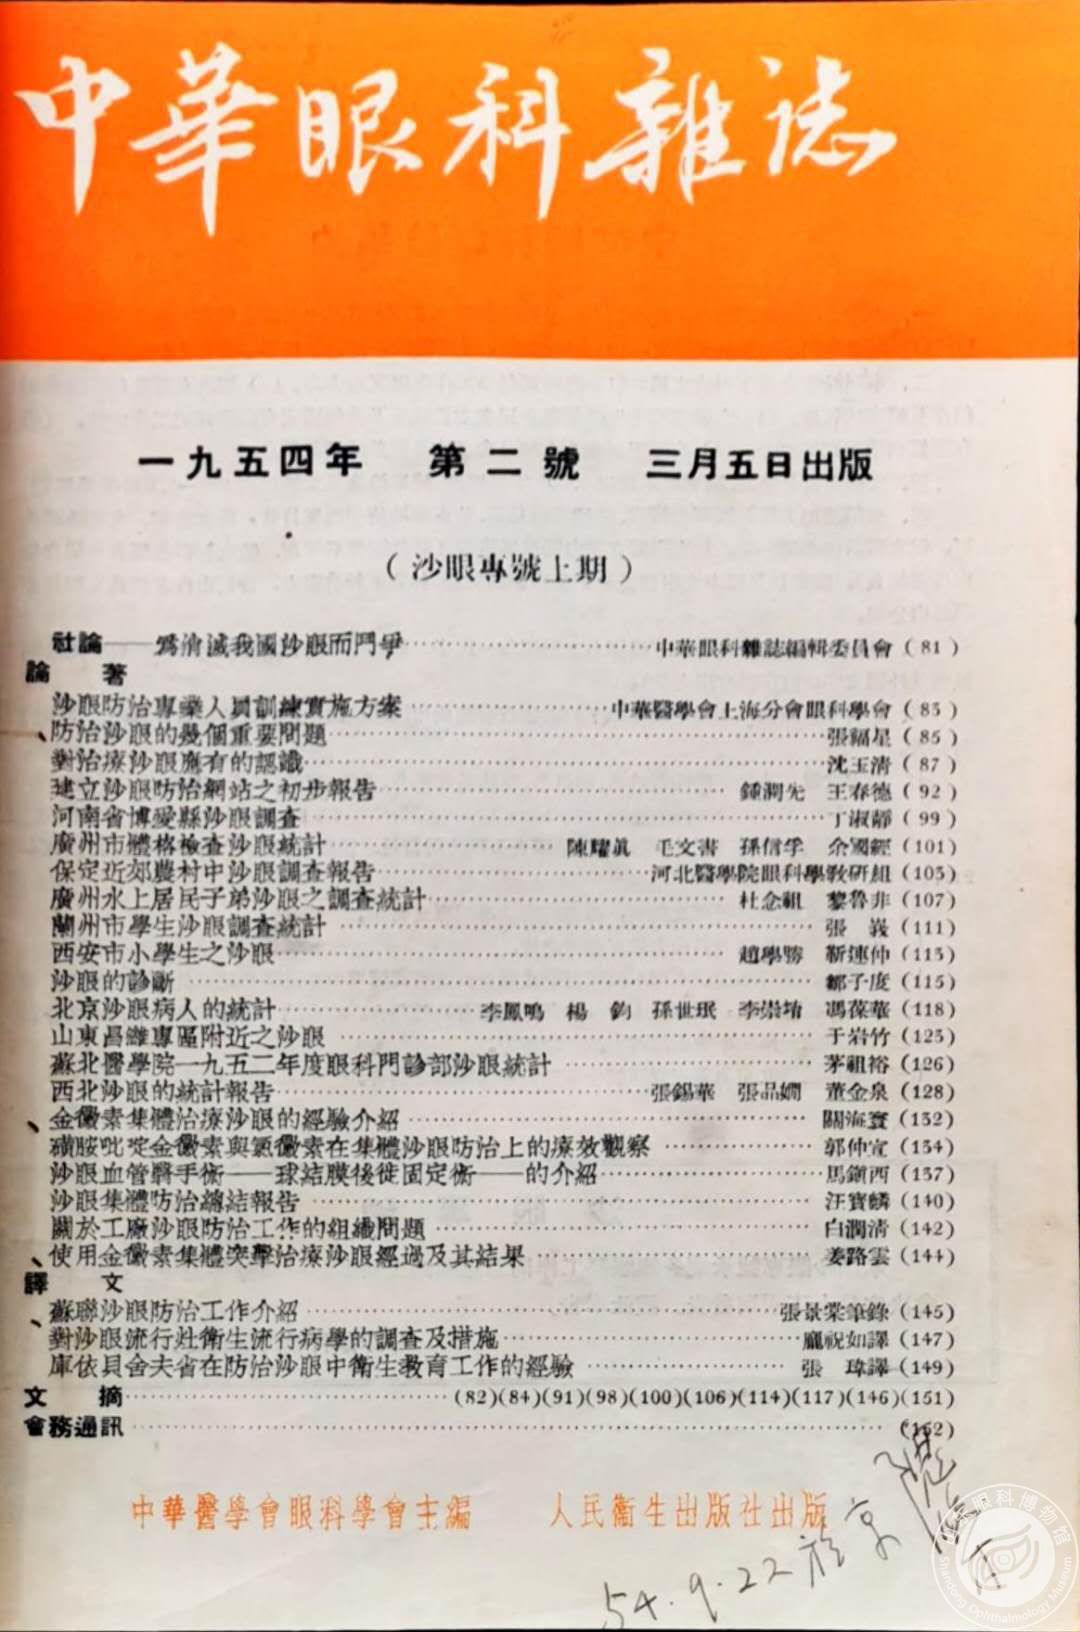 中華眼科雜誌
一九五四年 第二號 三月五日出版
(沙眼專號上期)
社論——爲消滅我國沙眼而鬥爭 中華眼科雜誌編輯委員會 (81)
論 著
沙眼防治專業人員訓練實施方案 中華醫學會上海分會眼科學會 (83)
防治沙眼的幾個重要問題 張福星 (85)
對治療沙眼應有的認識 沈玉清 (87)
建立沙眼防治網站之初步報告 鍾潤先 王春德 (92)
河南省博愛縣沙眼調查 丁淑靜 (99)
廣州市體格檢查沙眼統計 陳耀眞 毛文書 孫信孚 余國經 (101)
保定近郊農村中沙眼調查報告 河北醫學院眼科學教研組 (103)
廣州水上居民子弟沙眼之調查統計 杜念祖 黎魯非 (107)
蘭州市學生沙眼調查統計 張 義 (111)
西安市小學生之沙眼 趙學勝 靳連仲 (113)
沙眼的診斷 鄒子度 (115)
北京沙眼病人的統計 李鳳鳴 楊 鈞 孫世珉 李崇堉 馮葆華 (118)
山東昌濰專區附近之沙眼 于岩竹 (125)
蘇北醫學院一九五二年度眼科門診部沙眼統計 茅祖裕 (126)
西北沙眼的統計報告 張錫華 張品嫻 董金泉 (128)
金黴素集體治療沙眼的經驗介紹 關海寰 (132)
磺胺吡啶金黴素與氯黴素在集體沙眼防治上的療效觀察 郭仲宣 (134)
沙眼血管翳手術——球結膜後徙固定術——的介紹 馬鎭西 (137)
沙眼集體防治總結報告 汪寶麟 (140)
關於工廠沙眼防治工作的組織問題 白潤清 (142)
使用金黴素集體突擊治療沙眼經過及其結果 姜路雲 (144)
譯 文
蘇聯沙眼防治工作介紹 張景棠筆錄 (145)
對沙眼流行灶衛生流行病學的調查及措施 龐祝如譯 (147)
庫依貝舍夫省在防治沙眼中衛生教育工作的經驗 張 瑋譯 (149)
文 摘 (82)(84)(91)(98)(100)(106)(114)(117)(146)(151)
會務通訊 (152)
中華醫學會眼科學會主編 人民衛生出版社出版
54.9.22 於京
眼科博物馆
Shandong Ophthalmology Museum